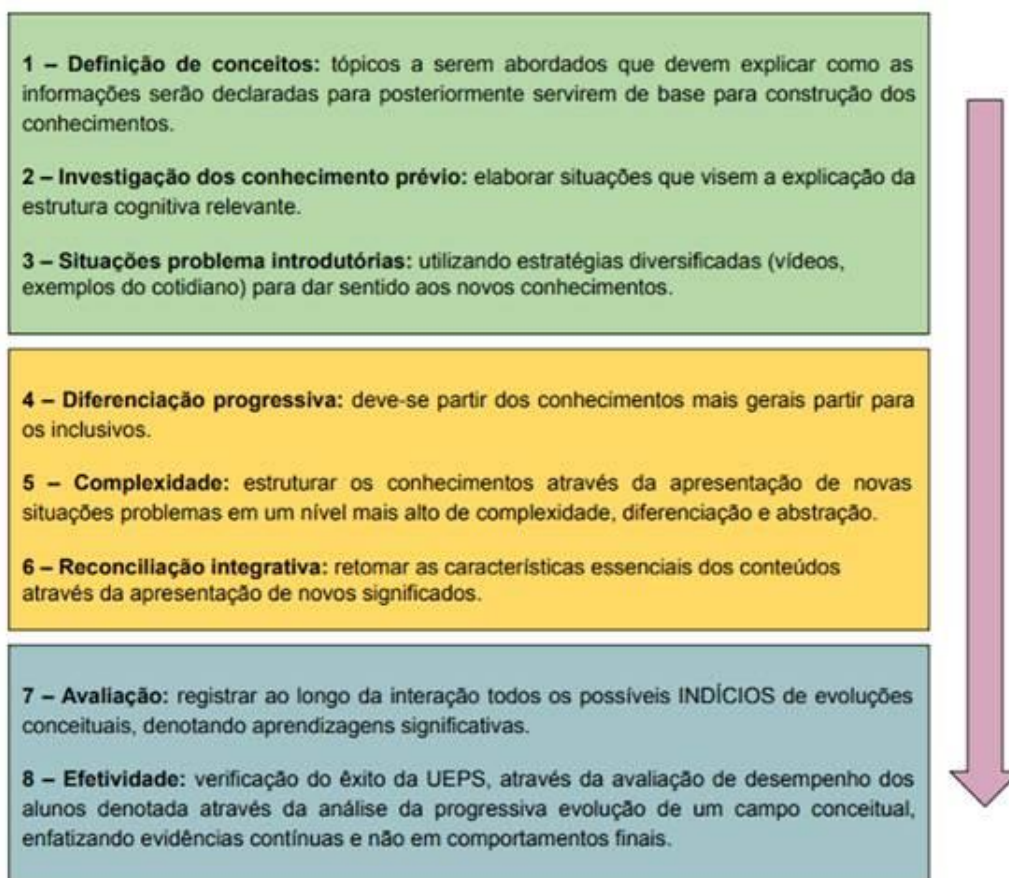 1 – Definição de conceitos: tópicos a serem abordados que devem explicar como as
informações serão declaradas para posteriormente servirem de base para construção dos
conhecimentos.
2 – Investigação dos conhecimento prévio: elaborar situações que visem a explicação da
estrutura cognitiva relevante.
3 – Situações problema introdutórias: utilizando estratégias diversificadas (vídeos,
exemplos do cotidiano) para dar sentido aos novos conhecimentos.
4 – Diferenciação progressiva: deve-se partir dos conhecimentos mais gerais partir para
os inclusivos.
5 – Complexidade: estruturar os conhecimentos através da apresentação de novas
situações problemas em um nível mais alto de complexidade, diferenciação e abstração.
6 – Reconciliação integrativa: retomar as características essenciais dos conteúdos
através da apresentação de novos significados.
7 – Avaliação: registrar ao longo da interação todos os possíveis INDÍCIOS de evoluções
conceituais, denotando aprendizagens significativas.
8 – Efetividade: verificação do êxito da UEPS, através da avaliação de desempenho dos
alunos denotada através da análise da progressiva evolução de um campo conceitual,
enfatizando evidências contínuas e não em comportamentos finais.